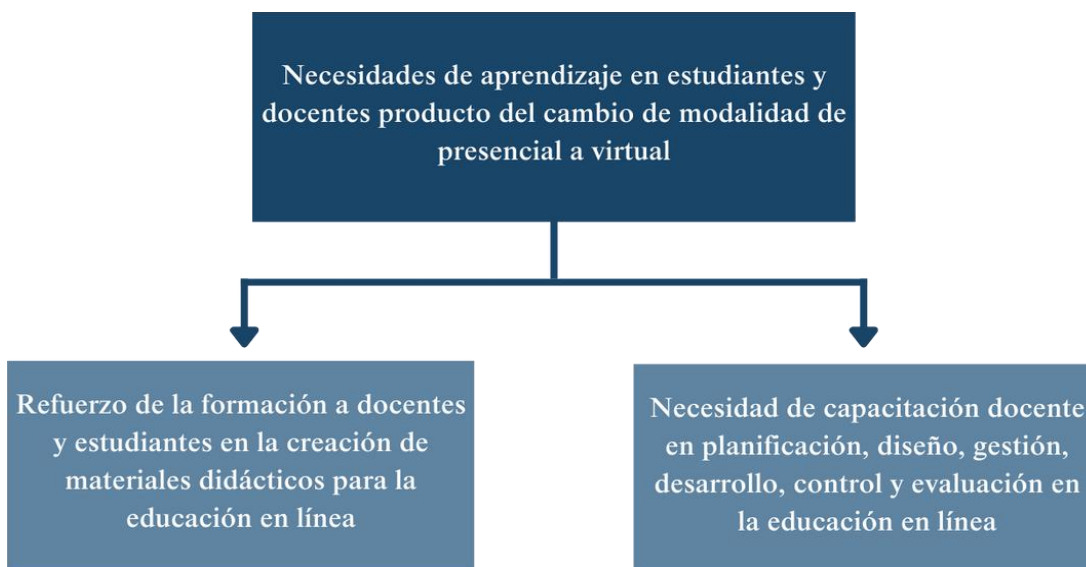 Necesidades de aprendizaje en estudiantes y
docentes producto del cambio de modalidad de
presencial a virtual
Refuerzo de la formación a docentes
y estudiantes en la creación de
materiales didácticos para la
educación en línea
Necesidad de capacitación docente
en planificación, diseño, gestión,
desarrollo, control y evaluación en
la educación en línea